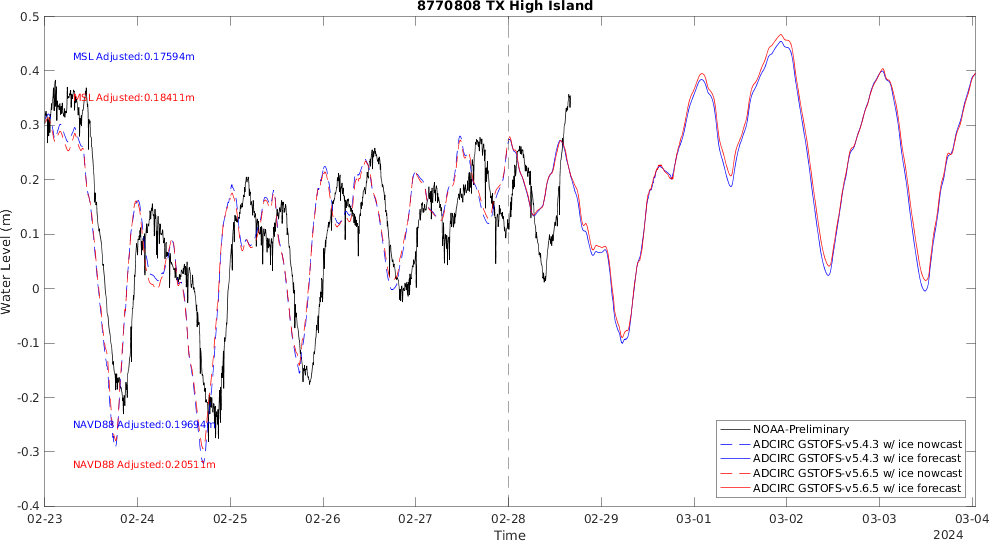 8770808 TX High Island
0.5
0.4
0.3
0.2
0.1
0
-0.1
-0.2
-0.3
-0.4
Water Level (m)
MSL Adjusted:0.17594m
MSL Adjusted:0.18411m
NAVD88 Adjusted:0.19694m
NAVD88 Adjusted:0.20511m
NOAA-Preliminary
ADCIRC GSTOFS-v5.4.3 w/ ice nowcast
ADCIRC GSTOFS-v5.4.3 w/ ice forecast
ADCIRC GSTOFS-v5.6.5 w/ ice nowcast
ADCIRC GSTOFS-v5.6.5 w/ ice forecast
02-23 02-24 02-25 02-26 02-27 02-28 02-29 03-01 03-02 03-03 03-04
Time
2024